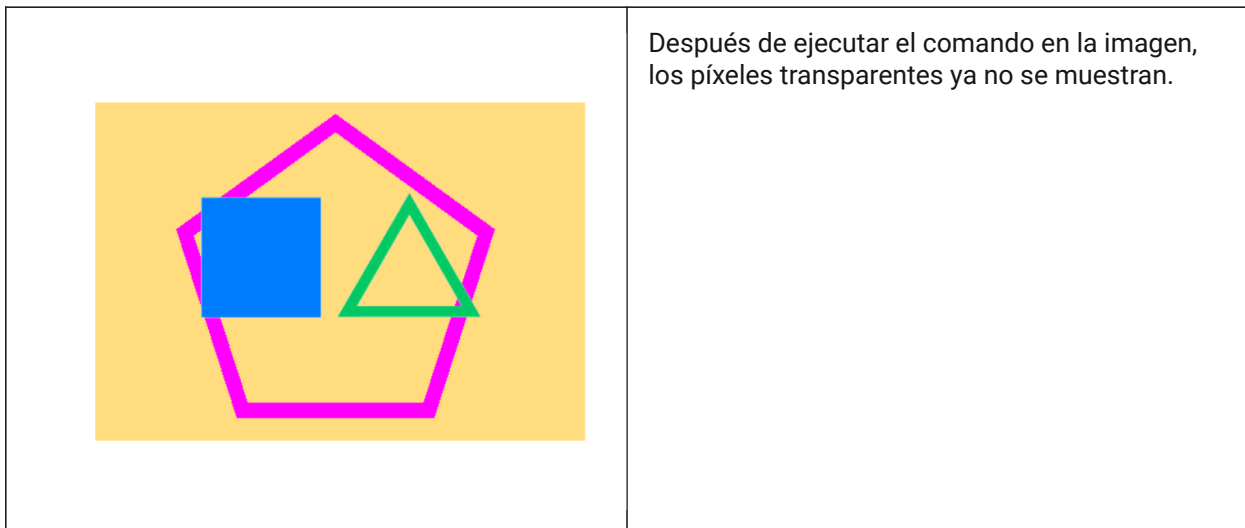 Después de ejecutar el comando en la imagen,
los píxeles transparentes ya no se muestran.